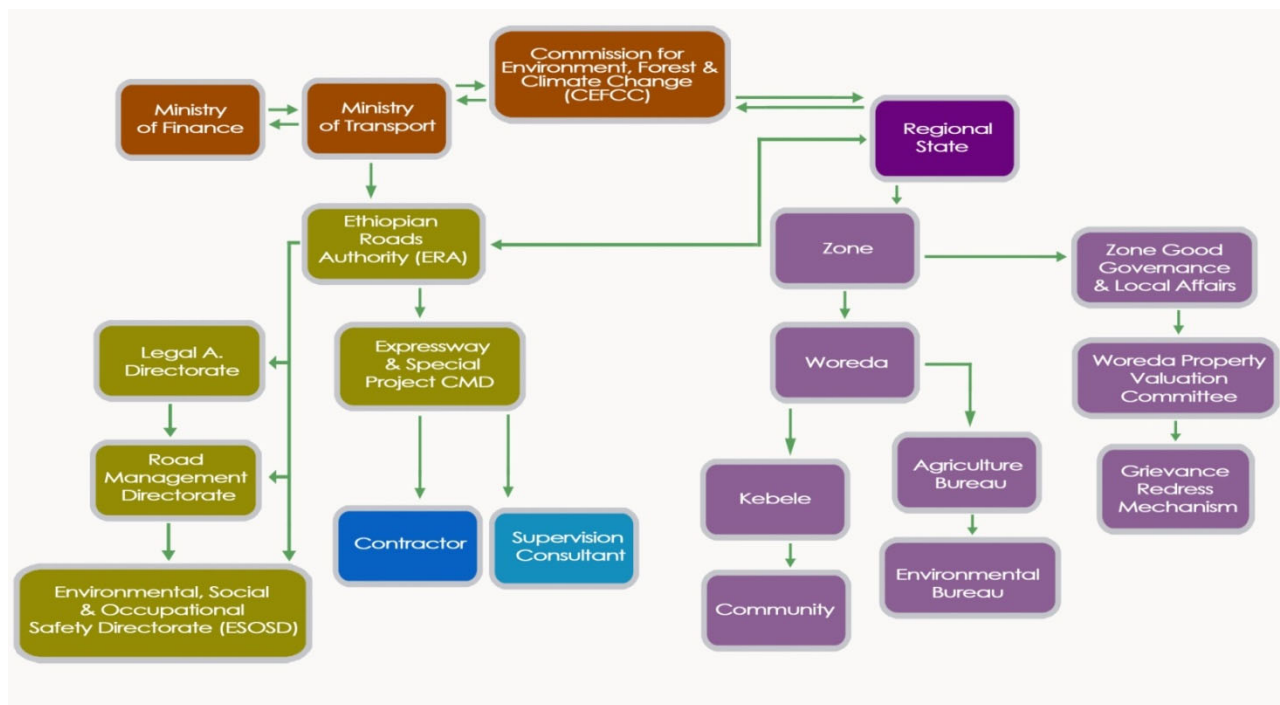 Commission for
Environment, Forest &
Climate Change
(CEFCC)
Ministry
of Finance
Ministry
of Transport
Regional
State
Ethiopian
Roads
Authority (ERA)
Zone
Zone Good
Governance
& Local Affairs
Legal A.
Directorate
Expressway
& Special
Project CMD
Woreda
Woreda Property
Valuation
Committee
Road
Management
Directorate
Kebele
Agriculture
Bureau
Grievance
Redress
Mechanism
Contractor
Supervision
Consultant
Environmental, Social
& Occupational
Safety Directorate (ESOSD)
Community
Environmental
Bureau